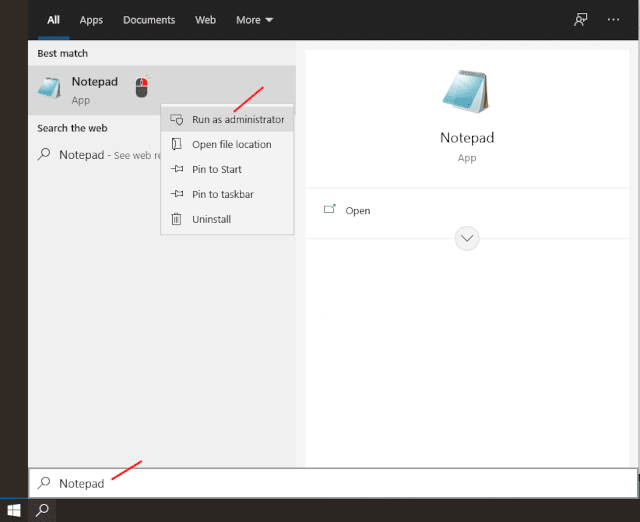 All Apps Documents Web More
Best match
Notepad
App
Run as administrator
Open file location
Pin to Start
Pin to taskbar
Uninstall
Search the web
Notepad - See web re
Notepad
App
Open
Notepad